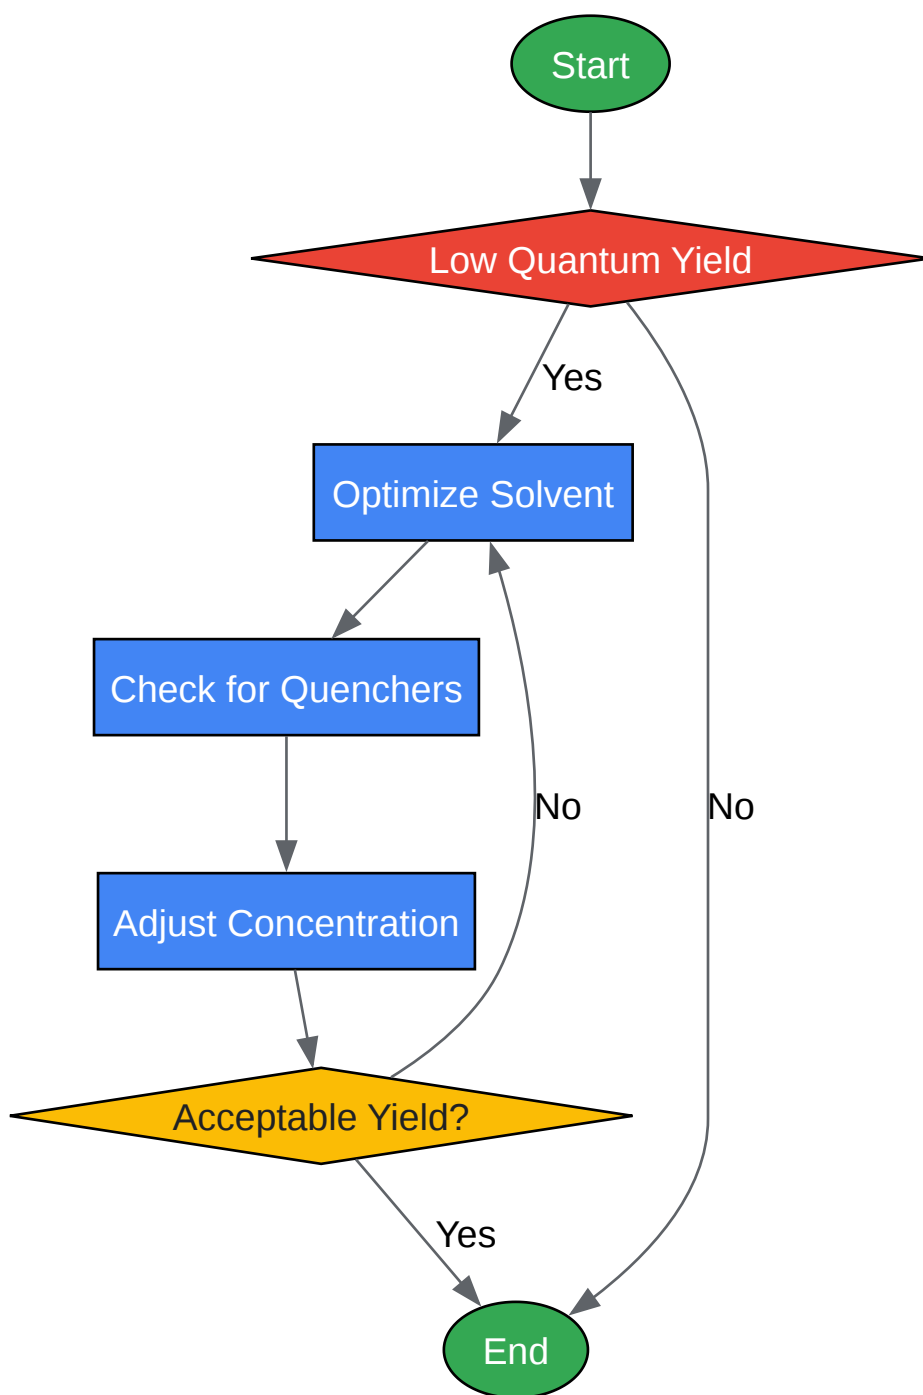 Start
Low Quantum Yield
Yes
Optimize Solvent
Check for Quenchers
No
No
Adjust Concentration
Acceptable Yield?
Yes
End